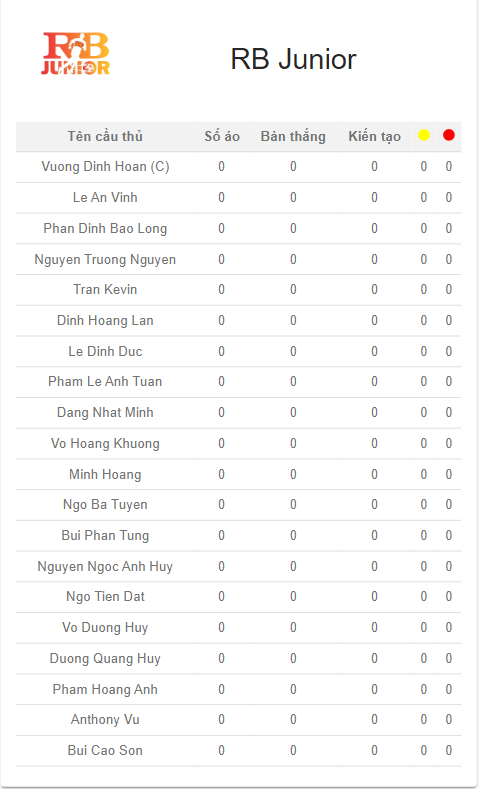 RB
JUNIOR
RB Junior
Tên cầu thủ Số áo Bàn thắng Kiến tạo
Vuong Dinh Hoan (C) 0 0 0 0 0
Le An Vinh 0 0 0 0 0
Phan Dinh Bao Long 0 0 0 0 0
Nguyen Truong Nguyen 0 0 0 0 0
Tran Kevin 0 0 0 0 0
Dinh Hoang Lan 0 0 0 0 0
Le Dinh Duc 0 0 0 0 0
Pham Le Anh Tuan 0 0 0 0 0
Dang Nhat Minh 0 0 0 0 0
Vo Hoang Khuong 0 0 0 0 0
Minh Hoang 0 0 0 0 0
Ngo Ba Tuyen 0 0 0 0 0
Bui Phan Tung 0 0 0 0 0
Nguyen Ngoc Anh Huy 0 0 0 0 0
Ngo Tien Dat 0 0 0 0 0
Vo Duong Huy 0 0 0 0 0
Duong Quang Huy 0 0 0 0 0
Pham Hoang Anh 0 0 0 0 0
Anthony Vu 0 0 0 0 0
Bui Cao Son 0 0 0 0 0